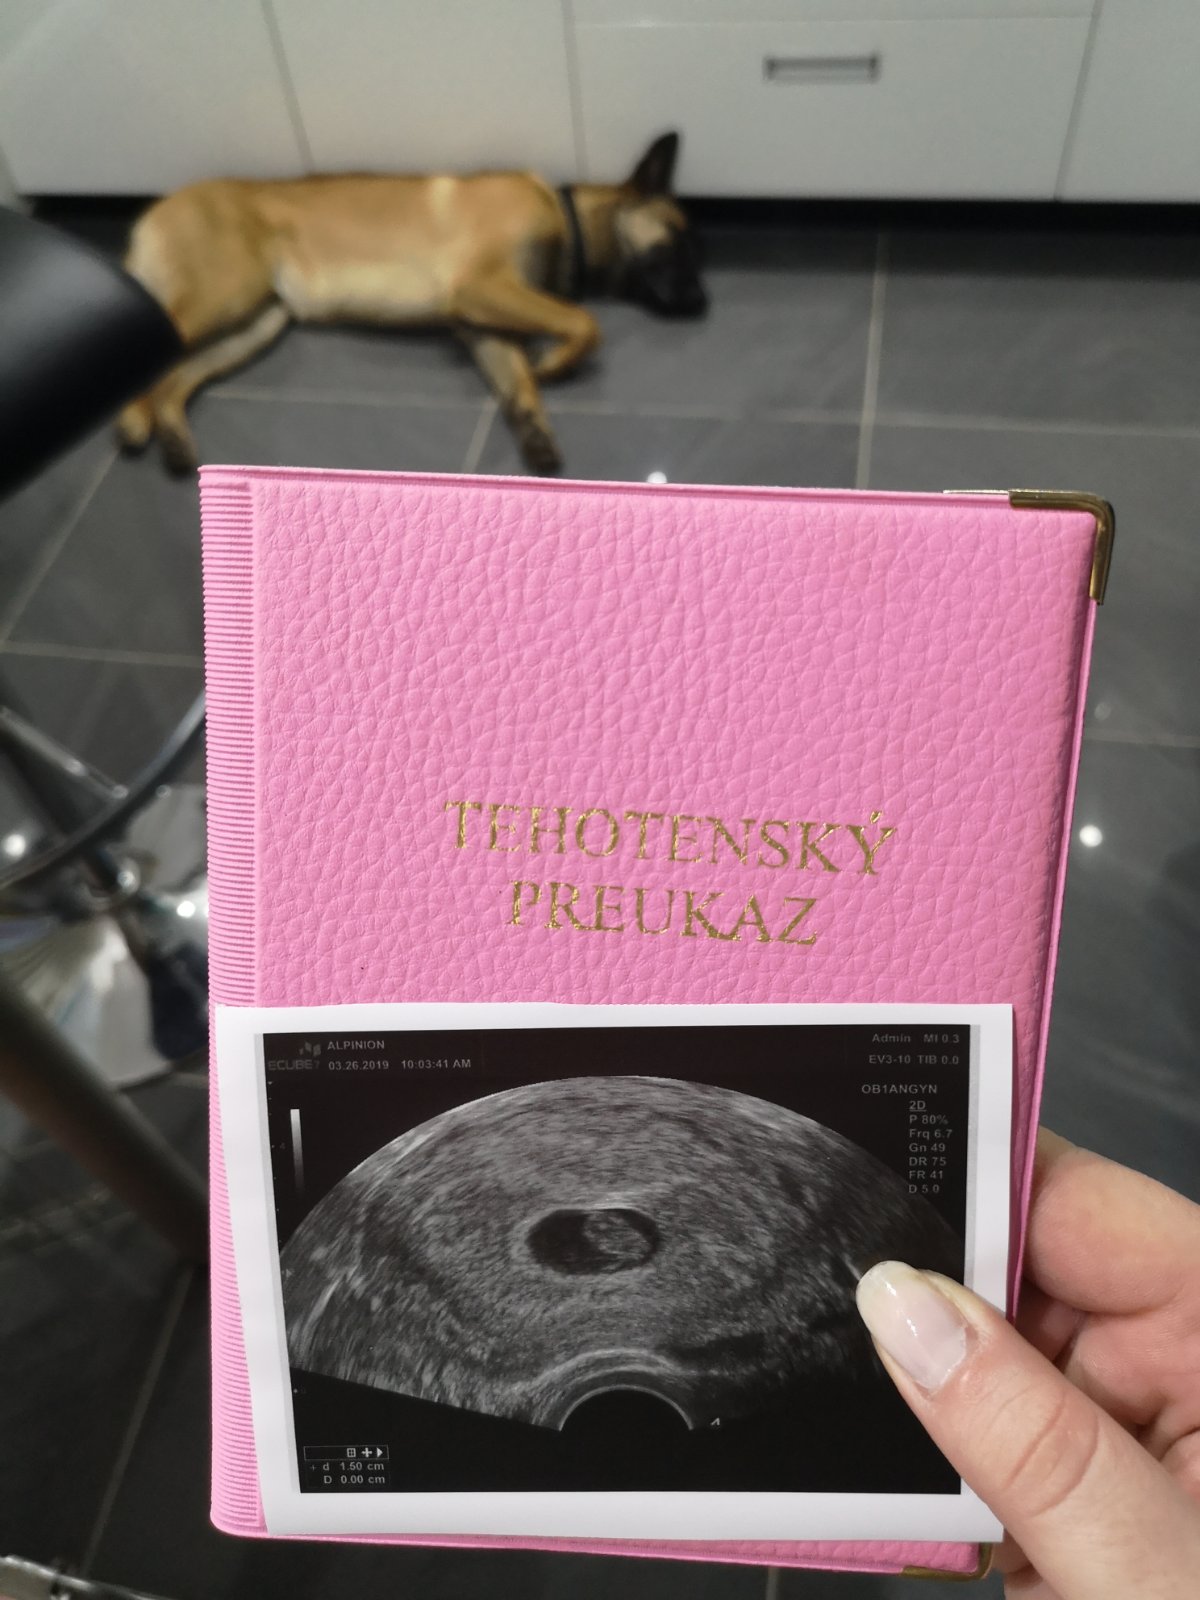 TEHOTENSKÝ
PREUKAZ
ALPINION
ECUBE7 03.26.2019 10:03:41 AM
Admin MI 0.3
EV3-10 TIB 0.0
OB1ANGYN
2D
P 80%
Frq 6.7
Gn 49
DR 75
FR 41
D 5.0
4
+ d 1.50 cm
D 0.00 cm